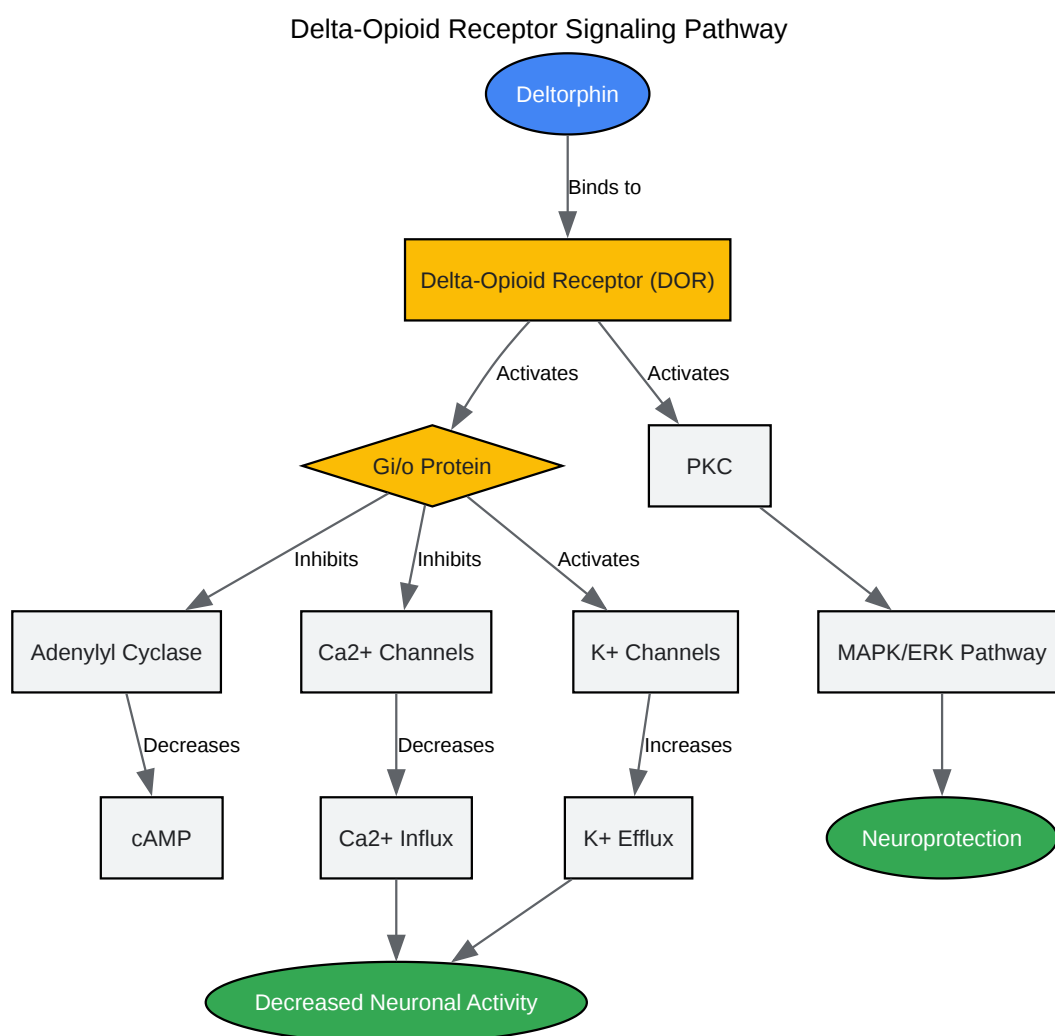 Delta-Opioid Receptor Signaling Pathway
Deltorphin
Binds to
Delta-Opioid Receptor (DOR)
Activates
Activates
Gi/o Protein
PKC
Inhibits
Inhibits
Activates
Adenylyl Cyclase
Ca2+ Channels
K+ Channels
MAPK/ERK Pathway
Decreases
Decreases
Increases
cAMP
Ca2+ Influx
K+ Efflux
Neuroprotection
Decreased Neuronal Activity